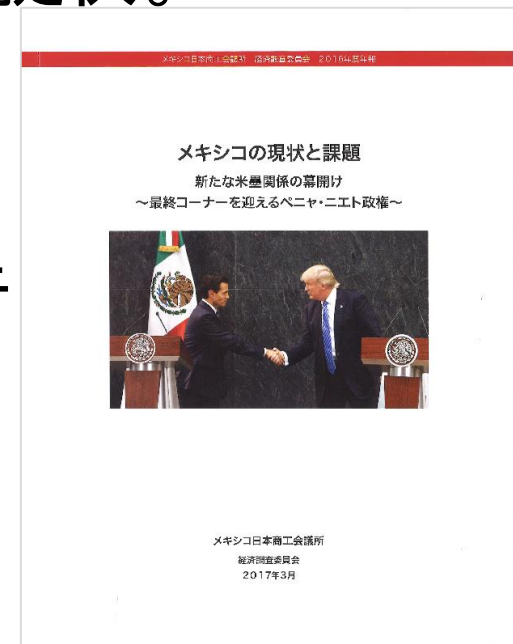 メキシコ日本商工会議所 経済調査委員会 2016年度年報
メキシコの現状と課題
新たな米墨関係の幕開け
～最終コーナーを迎えるペニャ・ニエト政権～
メキシコ日本商工会議所
経済調査委員会
2017年3月